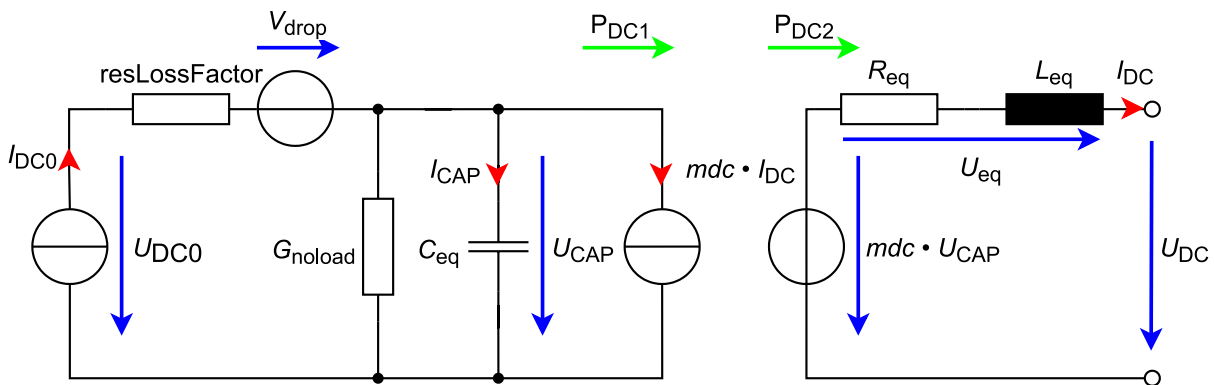 Vdrop
PDC1
PDC2
resLossFactor
Req
Leq
IDC
IDC0
ICAP
mdc • IDC
Ueq
UDC0
Gnoload
Ceq
UCAP
mdc • UCAP
UDC